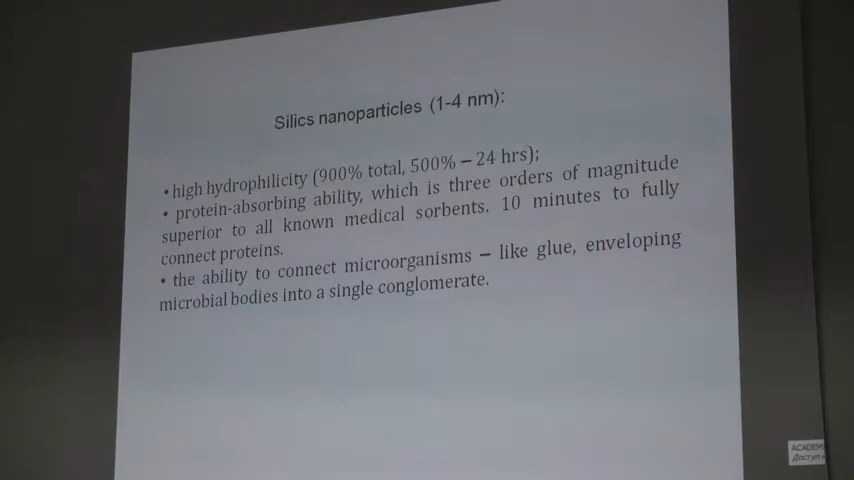 Silics nanoparticles (1-4 nm):
• high hydrophilicity (900% total, 500% – 24 hrs);
• protein-absorbing ability, which is three orders of magnitude
superior to all known medical sorbents. 10 minutes to fully
connect proteins.
• the ability to connect microorganisms – like glue, enveloping
microbial bodies into a single conglomerate.
ACADEM
Доступ